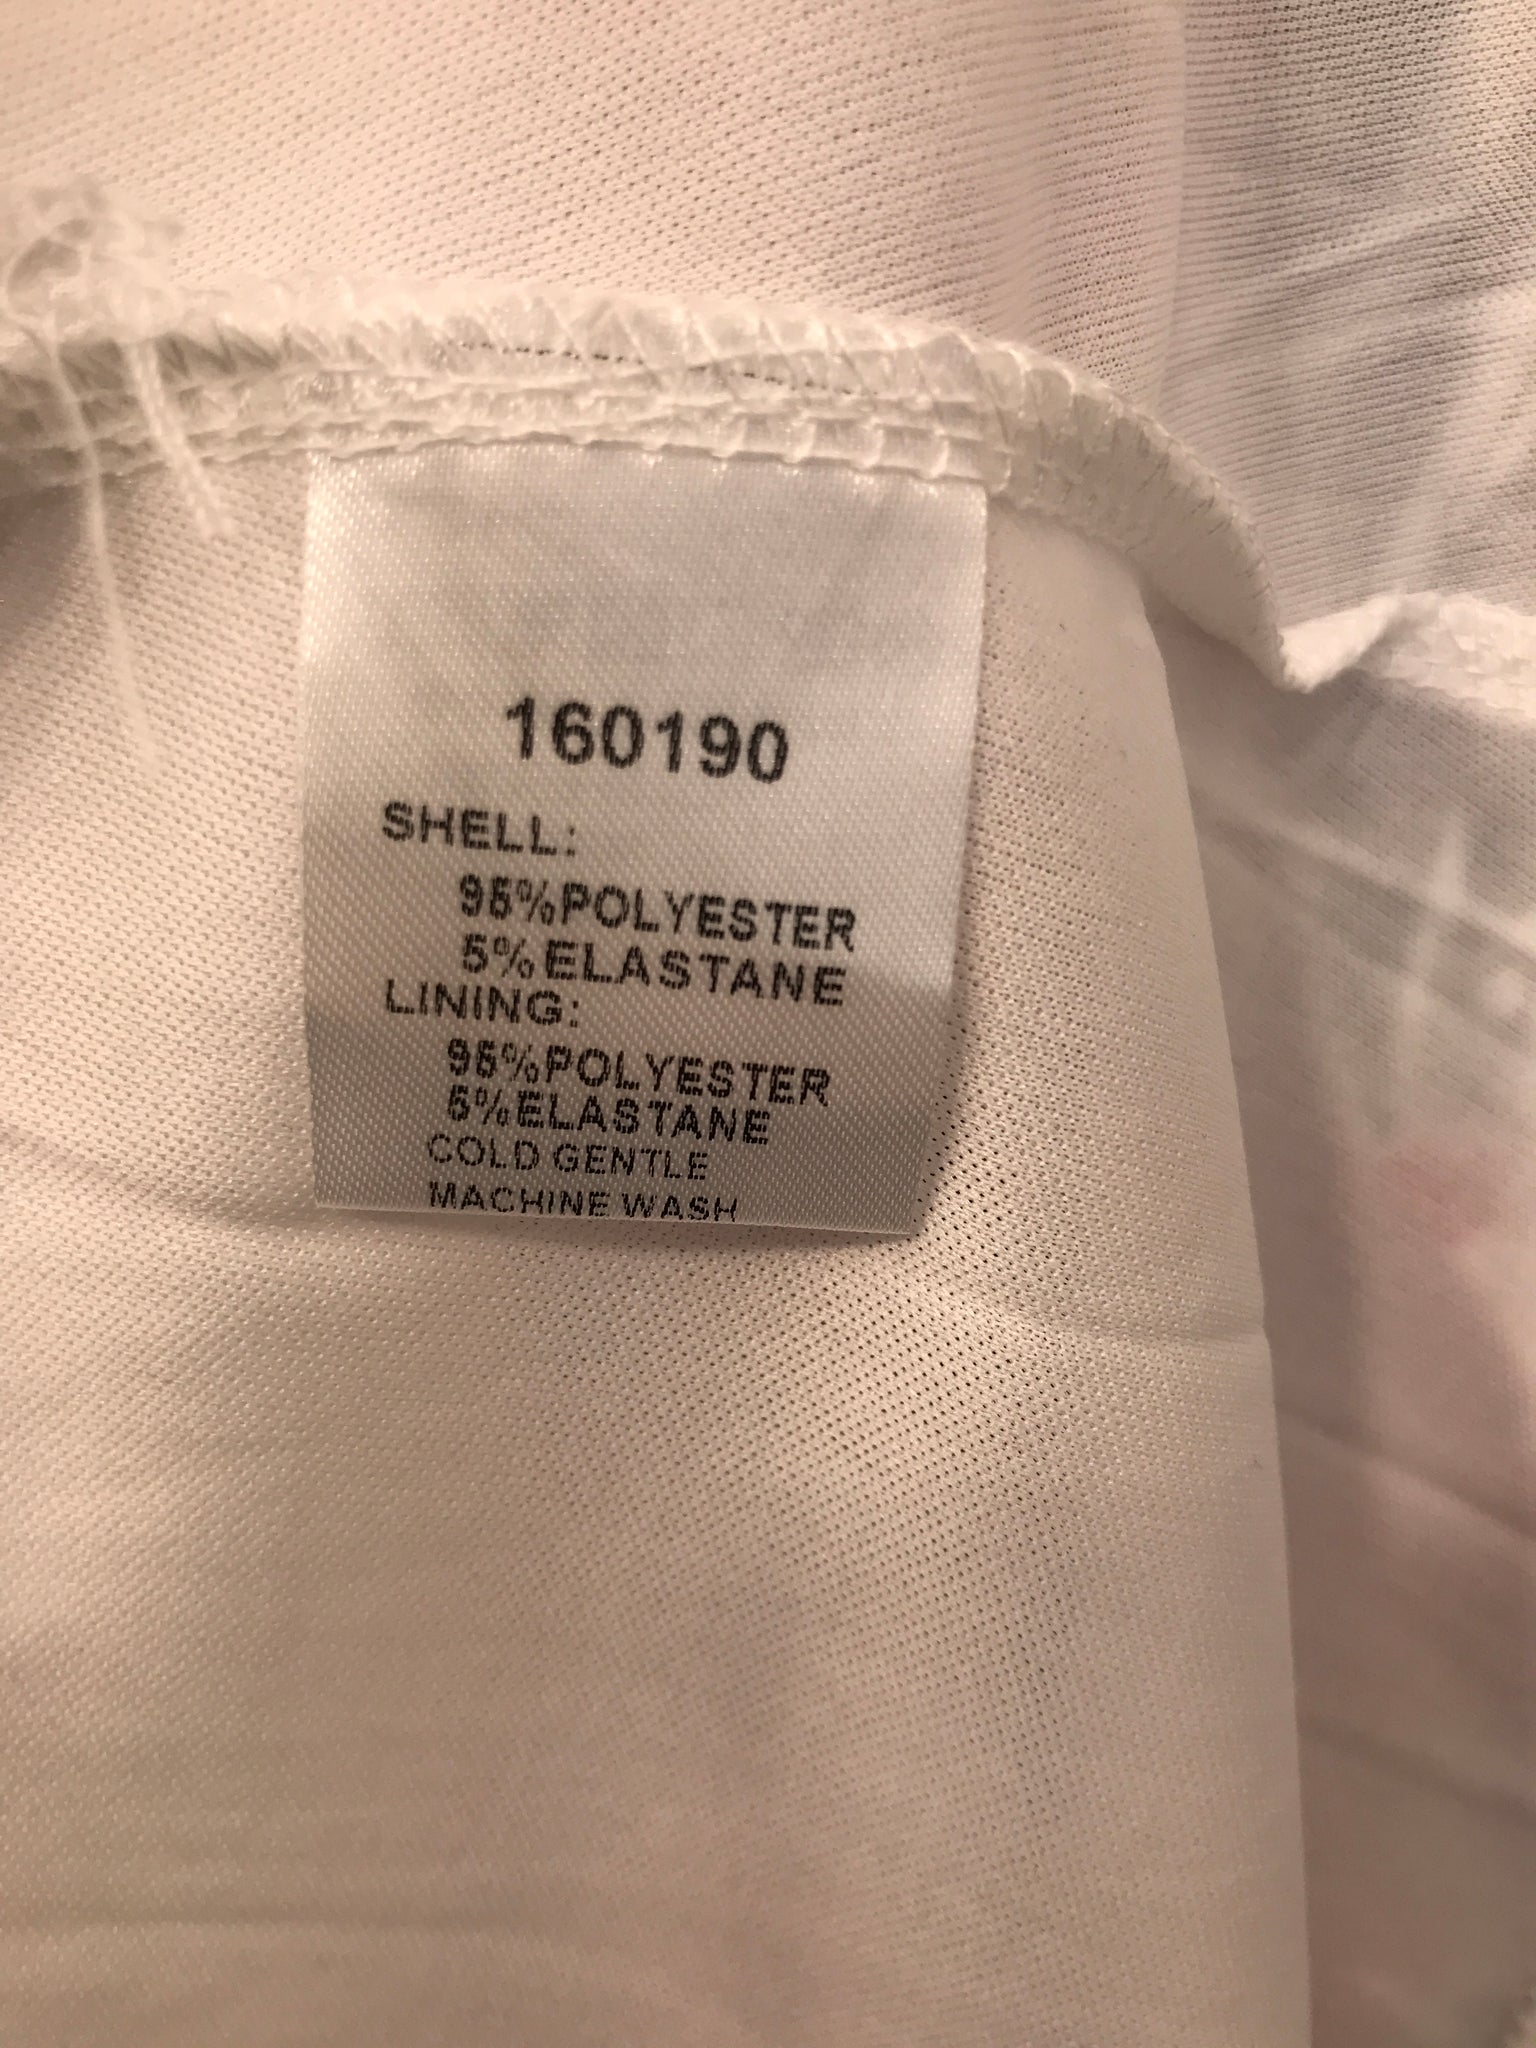 160190
SHELL:
95%POLYESTER
5%ELASTANE
LINING:
95%POLYESTER
5%ELASTANE
COLD GENTLE
MACHINE WASH